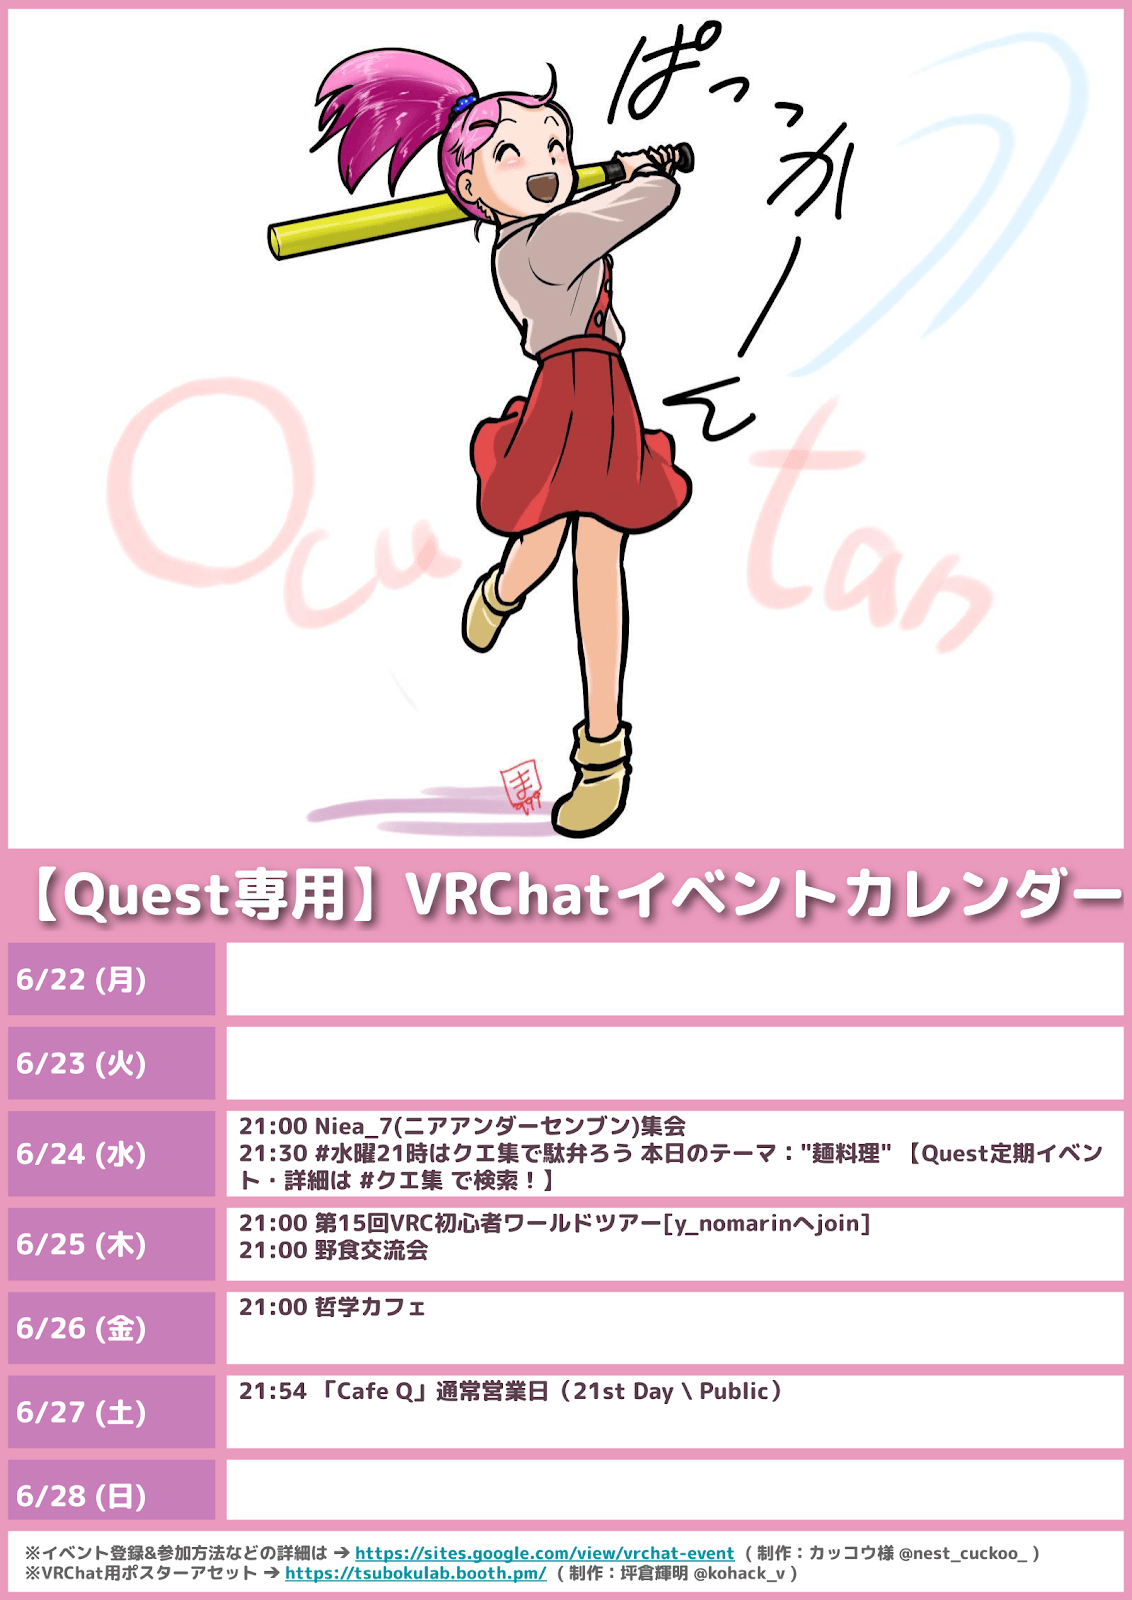 ぱっっかーん
Ocu tan
ま
999
【Quest専用】VRChatイベントカレンダー
6/22 (月)
6/23 (火)
6/24 (水)
21:00 Niea_7(ニアアンダーセンブン)集会
21:30 #水曜21時はクエ集で駄弁ろう 本日のテーマ："麺料理" 【Quest定期イベン
ト・詳細は #クエ集 で検索！】
6/25 (木)
21:00 第15回VRC初心者ワールドツアー[y_nomarinへjoin]
21:00 野食交流会
6/26 (金)
21:00 哲学カフェ
6/27 (土)
21:54 「Cafe Q」通常営業日（21st Day \ Public）
6/28 (日)
※イベント登録&参加方法などの詳細は ➔ https://sites.google.com/view/vrchat-event （ 制作：カッコウ様 @nest_cuckoo_ ）
※VRChat用ポスターアセット ➔ https://tsubokulab.booth.pm/ （ 制作：坪倉輝明 @kohack_v ）